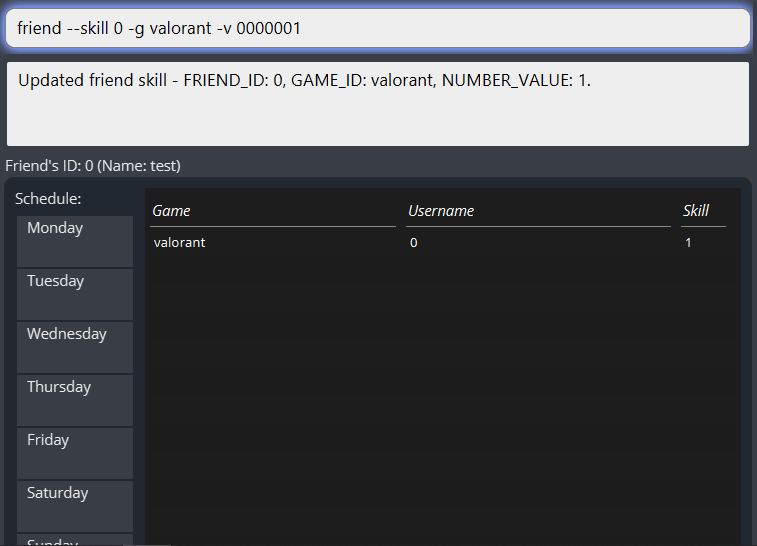 friend --skill 0 -g valorant -v 0000001
Updated friend skill - FRIEND_ID: 0, GAME_ID: valorant, NUMBER_VALUE: 1.
Friend's ID: 0 (Name: test)
Schedule:
Monday
Tuesday
Wednesday
Thursday
Friday
Saturday
Sunday
Game Username Skill
valorant 0 1